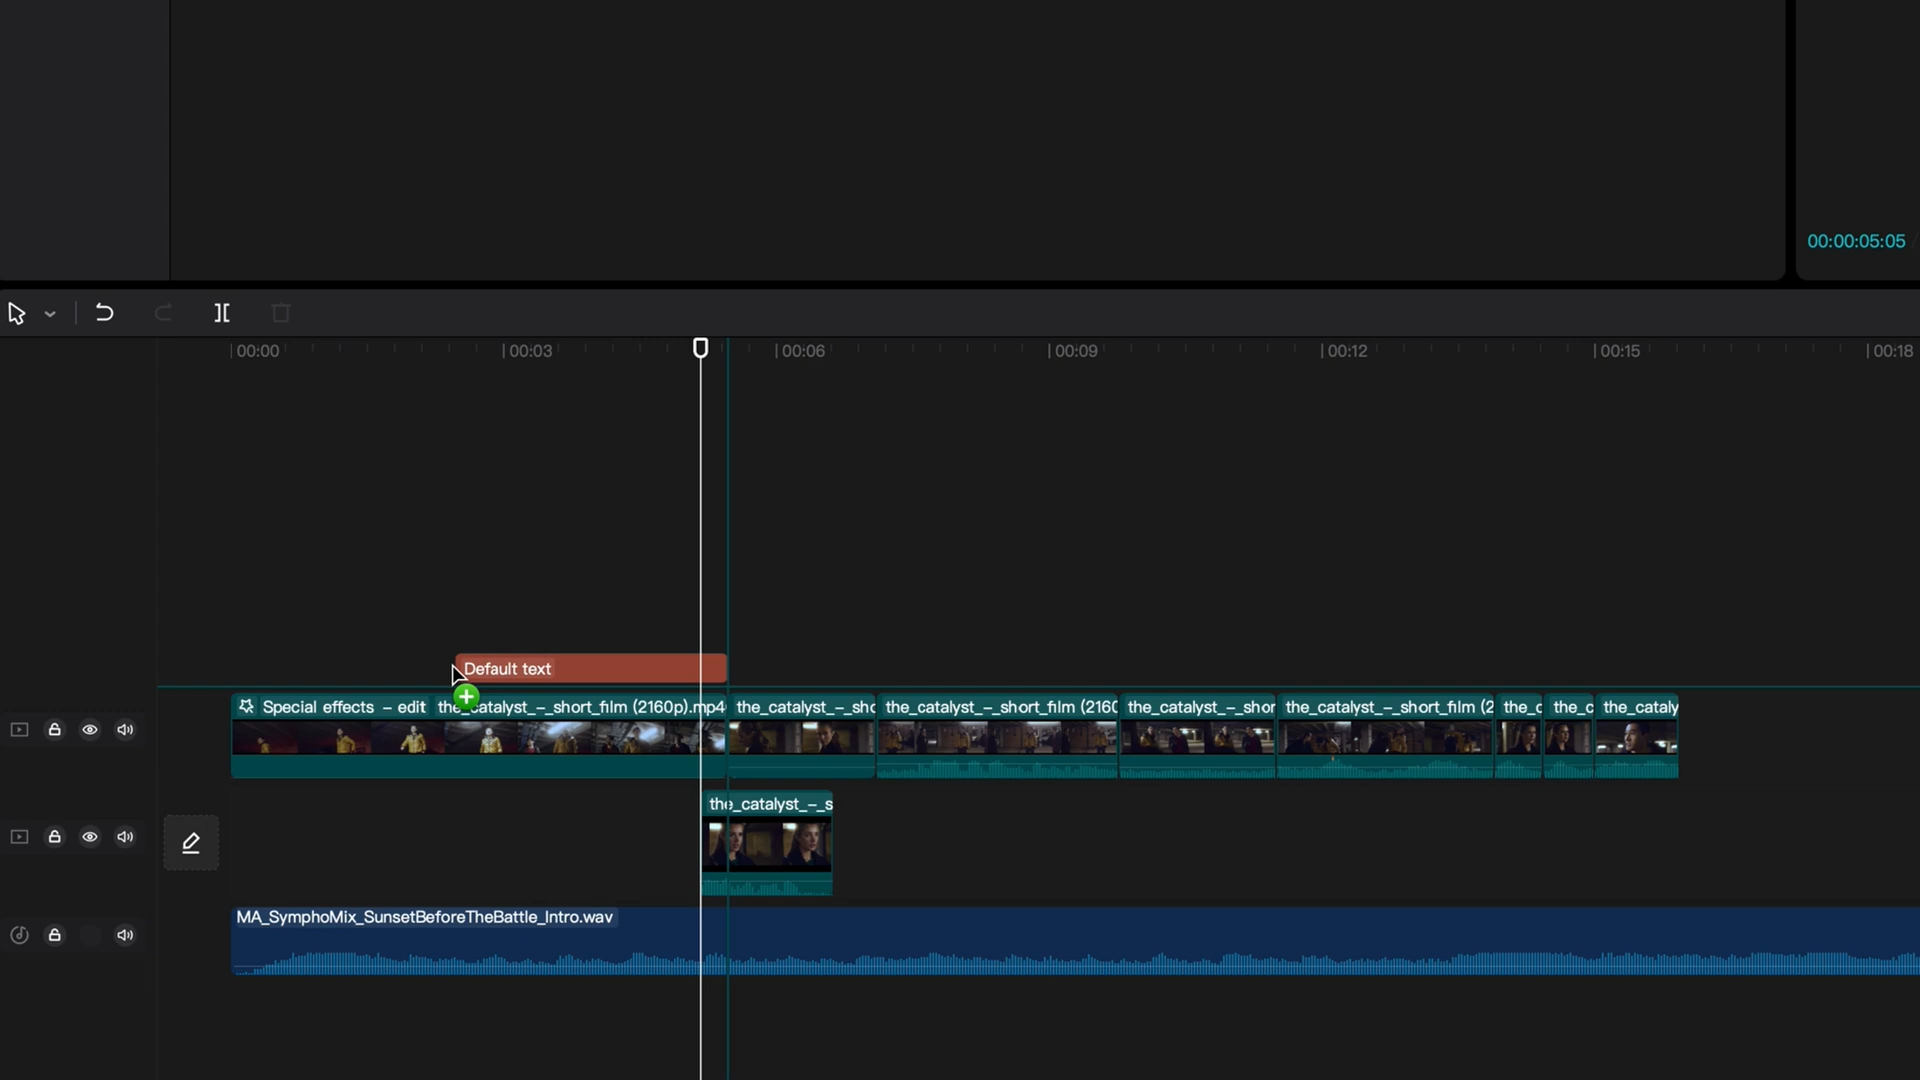 00:00:05:05
00:00 00:03 00:06 00:09 00:12 00:15 00:18
Default text
Special effects – edit the_catalyst_–_short_film (2160p).mp4 the_catalyst_–_sho the_catalyst_–_short_film (2160 the_catalyst_–_shor the_catalyst_–_short_film (2 the_c the_c the_cataly
the_catalyst_–_s
MA_SymphoMix_SunsetBeforeTheBattle_Intro.wav